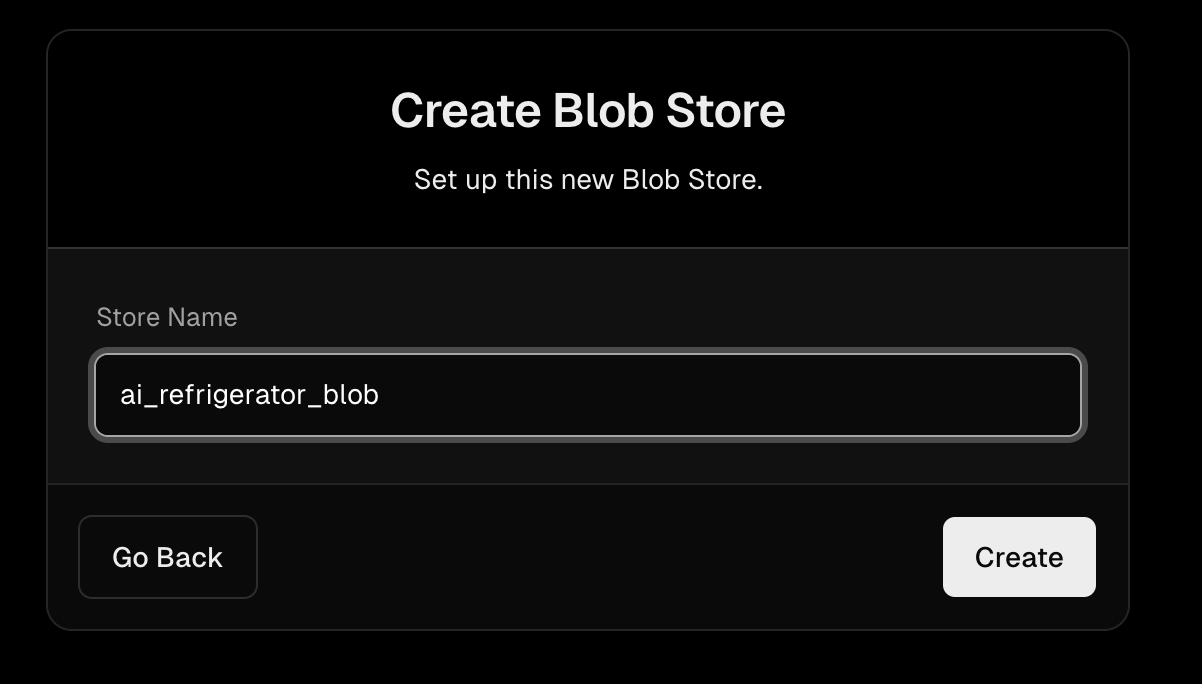 Create Blob Store
Set up this new Blob Store.
Store Name
ai_refrigerator_blob
Go Back
Create